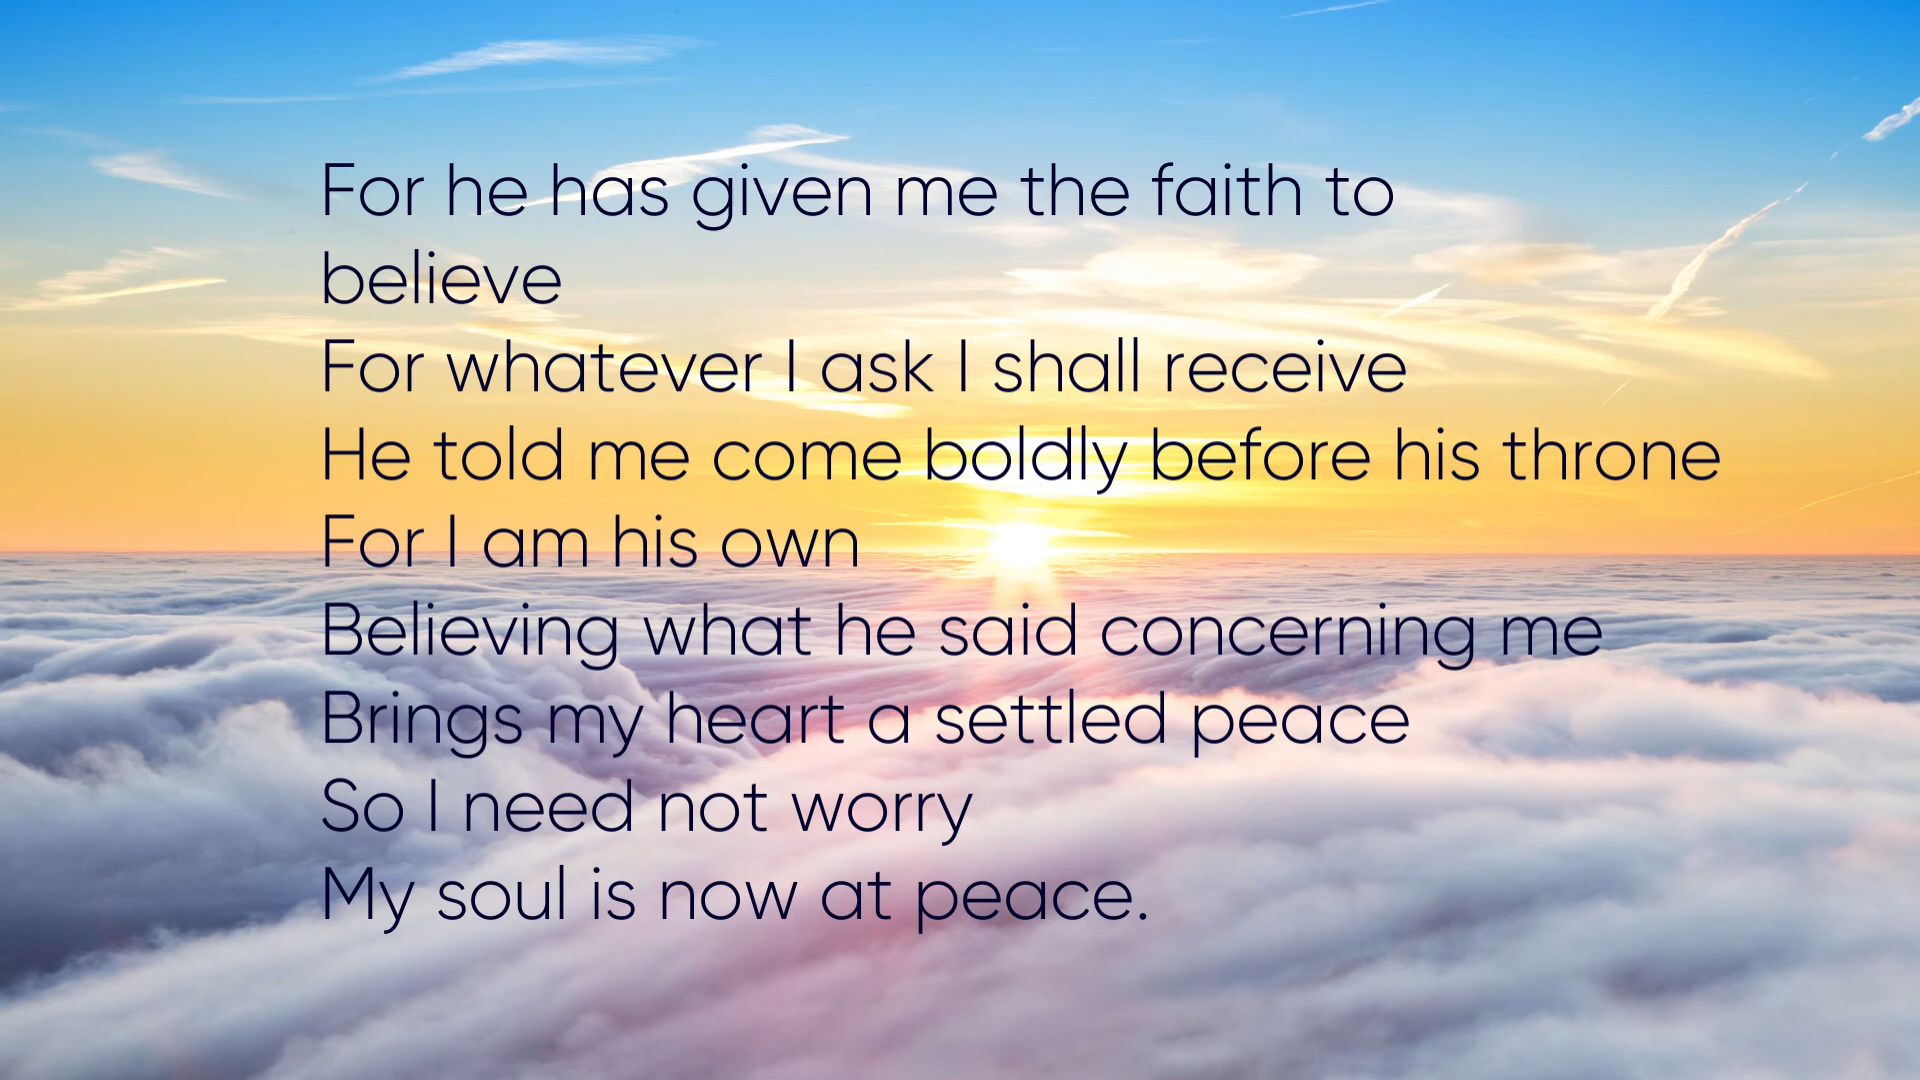 For he has given me the faith to
believe
For whatever I ask I shall receive
He told me come boldly before his throne
For I am his own
Believing what he said concerning me
Brings my heart a settled peace
So I need not worry
My soul is now at peace.